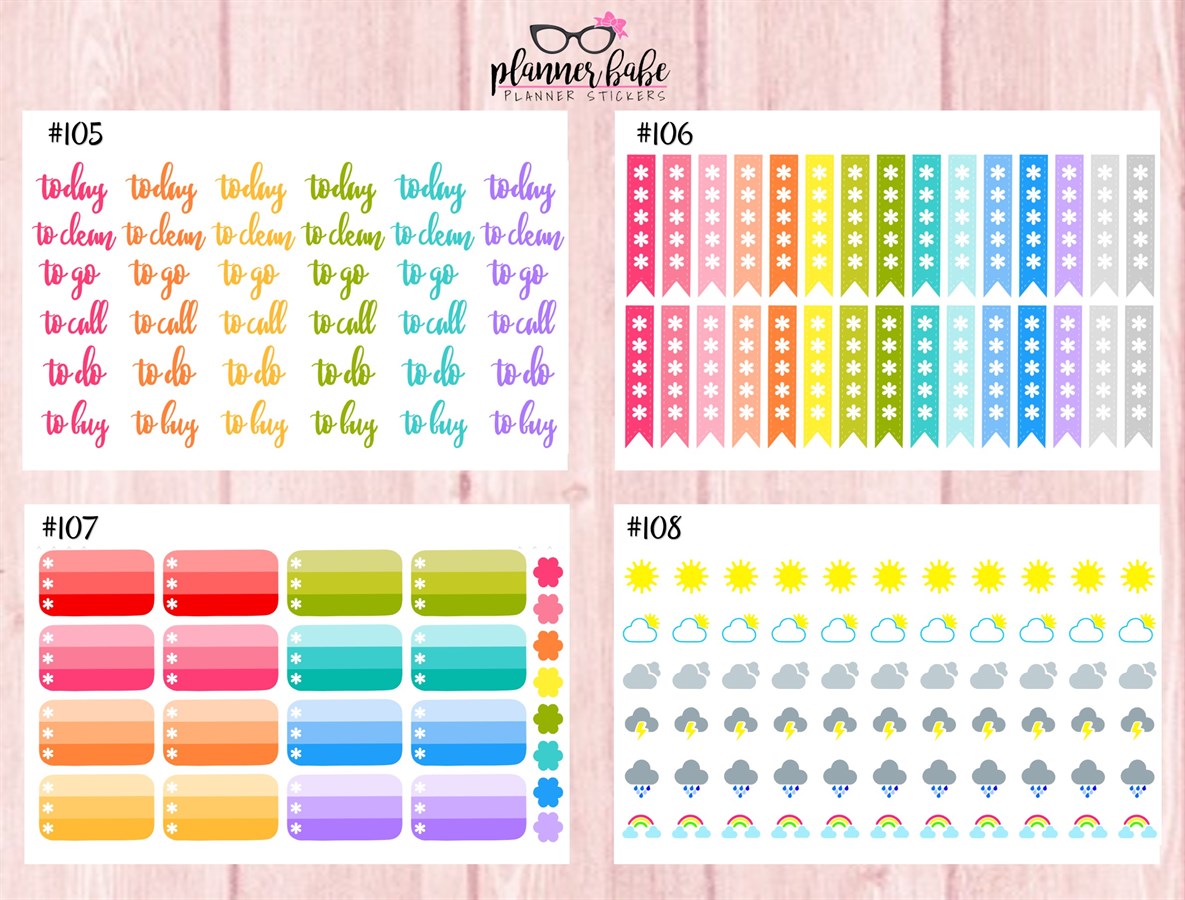 planner babe
PLANNER STICKERS
#105
today today today today today today
to clean to clean to clean to clean to clean to clean
to go to go to go to go to go to go
to call to call to call to call to call to call
to do to do to do to do to do to do
to buy to buy to buy to buy to buy to buy
#106
#107
#108